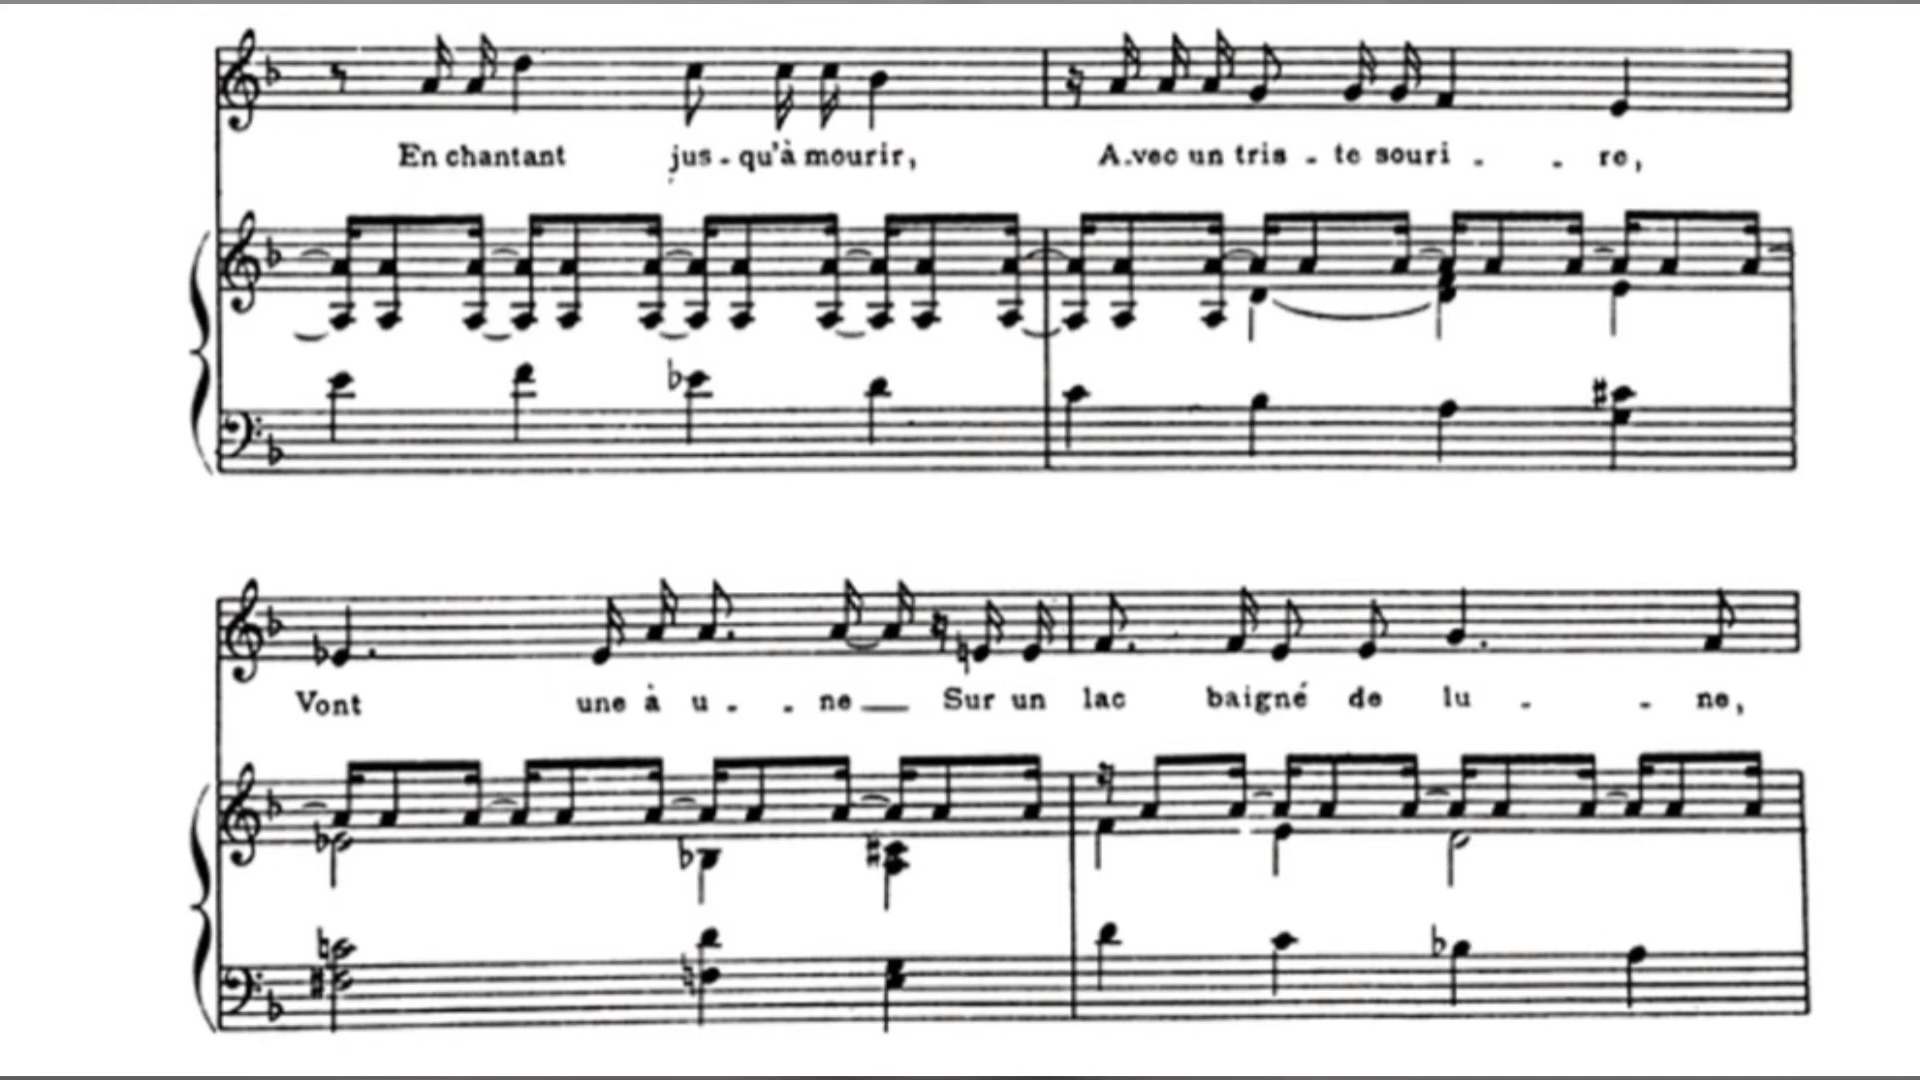 En chantant jus - qu'à mourir, A - vec un tris - te souri - - re,
Vont une à u - - ne Sur un lac baigné de lu - - ne,